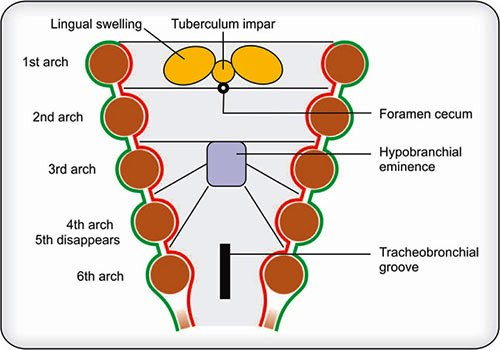 Lingual swelling
Tuberculum impar
1st arch
2nd arch
Foramen cecum
3rd arch
Hypobranchial
eminence
4th arch
5th disappears
Tracheobronchial
groove
6th arch